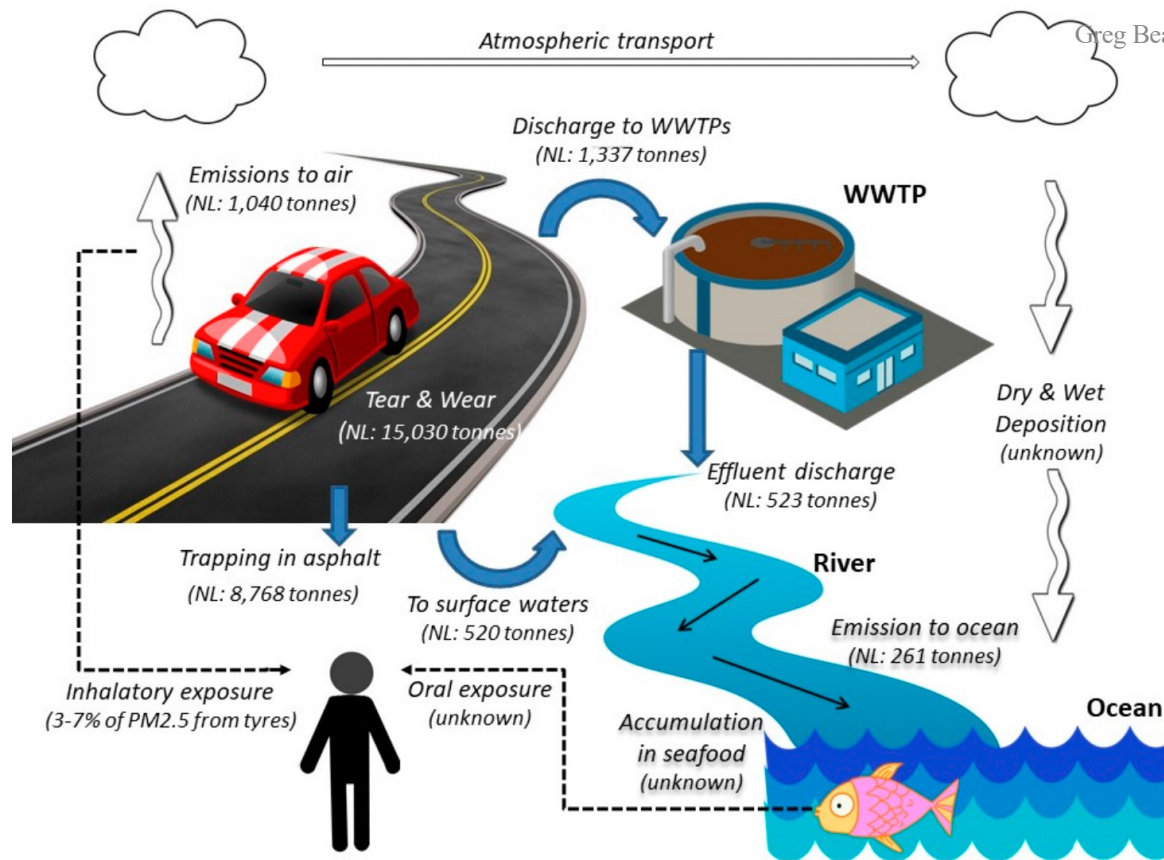 Atmospheric transport
Greg Bea
Discharge to WWTPs
(NL: 1,337 tonnes)
Emissions to air
(NL: 1,040 tonnes)
WWTP
Tear & Wear
(NL: 15,030 tonnes)
Dry & Wet
Deposition
(unknown)
Effluent discharge
(NL: 523 tonnes)
Trapping in asphalt
(NL: 8,768 tonnes)
River
To surface waters
(NL: 520 tonnes)
Emission to ocean
(NL: 261 tonnes)
Inhalatory exposure
(3-7% of PM2.5 from tyres)
Oral exposure
(unknown)
Ocean
Accumulation
in seafood
(unknown)